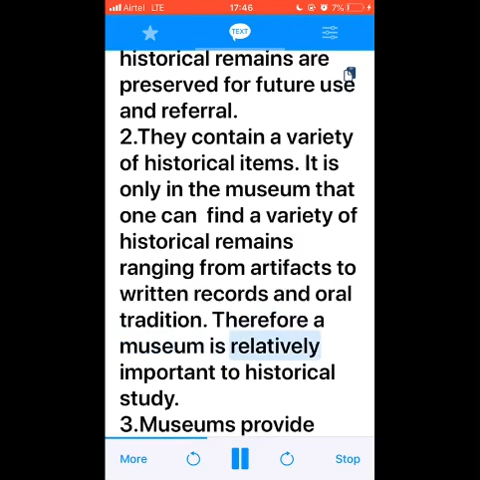 Airtel LTE 17:46 7%
TEXT
historical remains are
preserved for future use
and referral.
2.They contain a variety
of historical items. It is
only in the museum that
one can find a variety of
historical remains
ranging from artifacts to
written records and oral
tradition. Therefore a
museum is relatively
important to historical
study.
3.Museums provide
More Stop